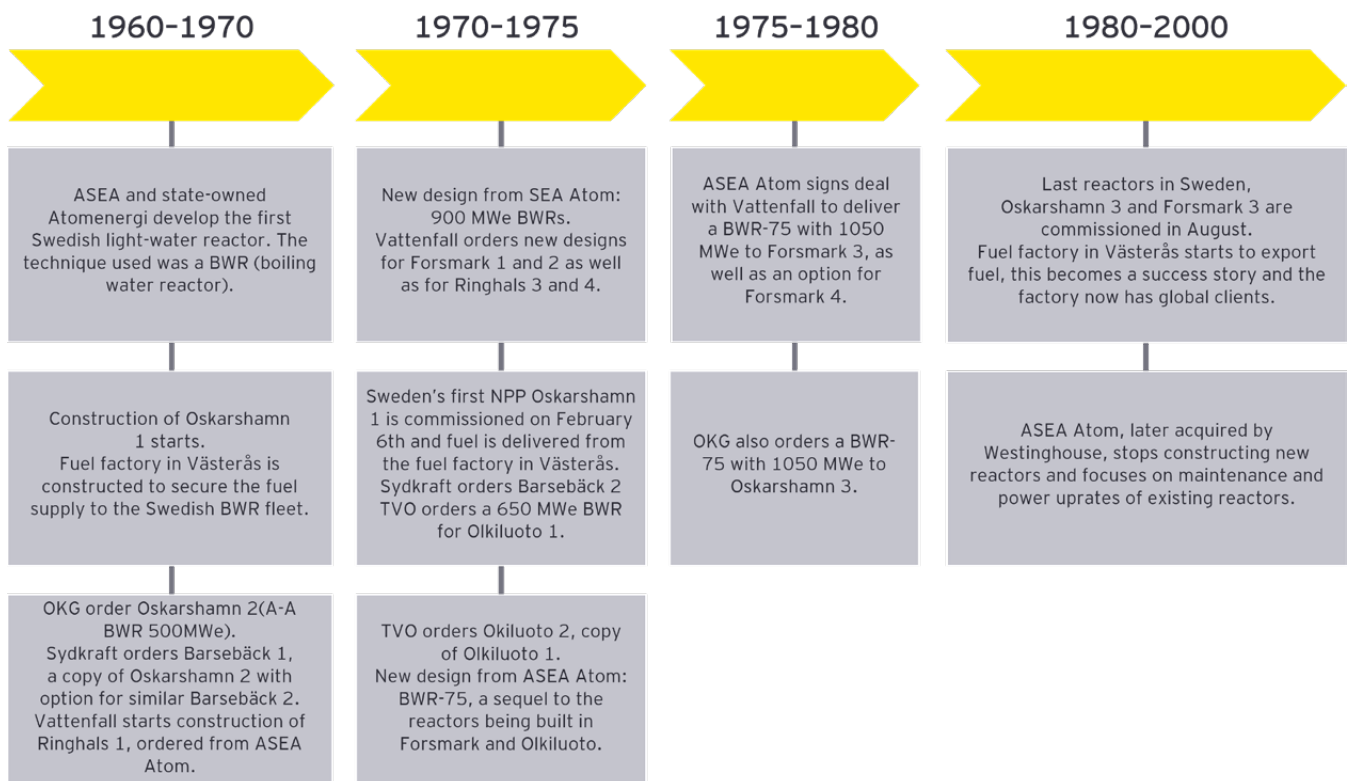 1960–1970
ASEA and state-owned
Atomenergi develop the first
Swedish light-water reactor. The
technique used was a BWR (boiling
water reactor).
Construction of Oskarshamn
1 starts.
Fuel factory in Västerås is
constructed to secure the fuel
supply to the Swedish BWR fleet.
OKG order Oskarshamn 2(A-A
BWR 500MWe).
Sydkraft orders Barsebäck 1,
a copy of Oskarshamn 2 with
option for similar Barsebäck 2.
Vattenfall starts construction of
Ringhals 1, ordered from ASEA
Atom.
1970–1975
New design from SEA Atom:
900 MWe BWRs.
Vattenfall orders new designs
for Forsmark 1 and 2 as well
as for Ringhals 3 and 4.
Sweden's first NPP Oskarshamn
1 is commissioned on February
6th and fuel is delivered from
the fuel factory in Västerås.
Sydkraft orders Barsebäck 2
TVO orders a 650 MWe BWR
for Olkiluoto 1.
TVO orders Okiluoto 2, copy
of Olkiluoto 1.
New design from ASEA Atom:
BWR-75, a sequel to the
reactors being built in
Forsmark and Olkiluoto.
1975–1980
ASEA Atom signs deal
with Vattenfall to deliver
a BWR-75 with 1050
MWe to Forsmark 3, as
well as an option for
Forsmark 4.
OKG also orders a BWR-
75 with 1050 MWe to
Oskarshamn 3.
1980–2000
Last reactors in Sweden,
Oskarshamn 3 and Forsmark 3 are
commissioned in August.
Fuel factory in Västerås starts to export
fuel, this becomes a success story and the
factory now has global clients.
ASEA Atom, later acquired by
Westinghouse, stops constructing new
reactors and focuses on maintenance and
power uprates of existing reactors.